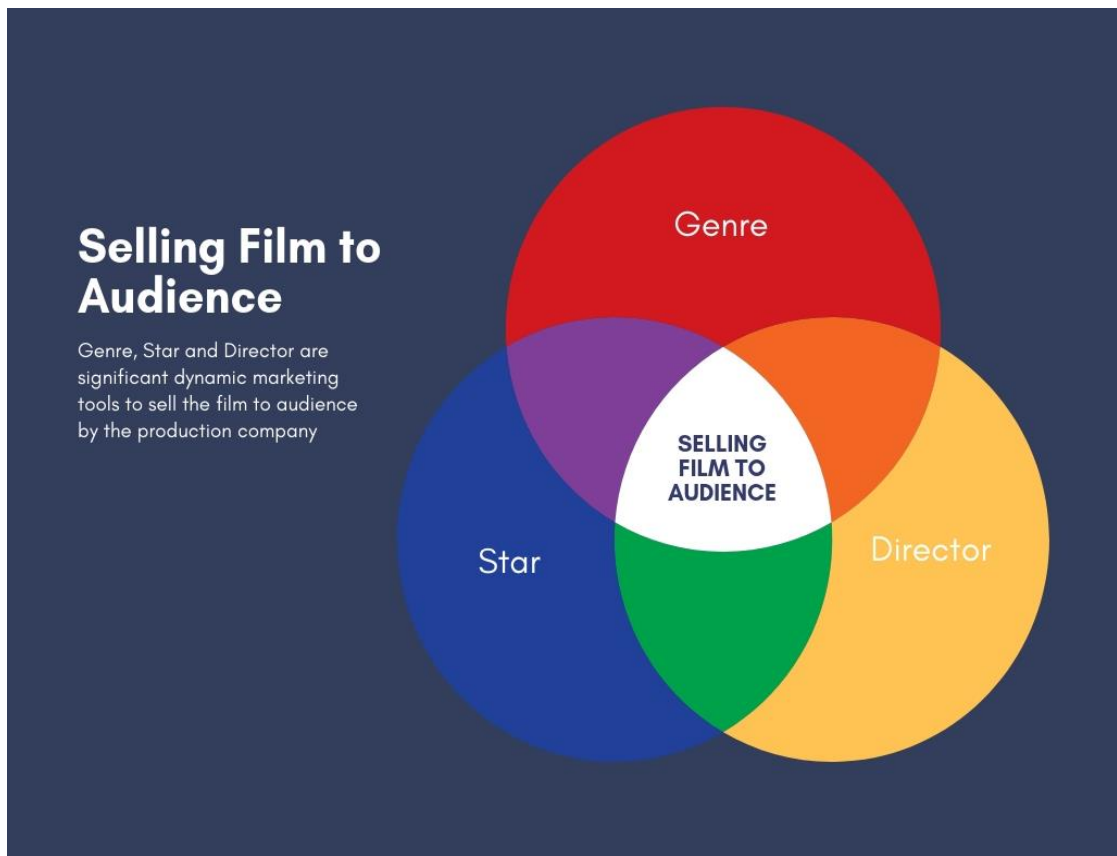 Selling Film to
Audience
Genre, Star and Director are
significant dynamic marketing
tools to sell the film to audience
by the production company
Genre
SELLING
FILM TO
AUDIENCE
Star
Director